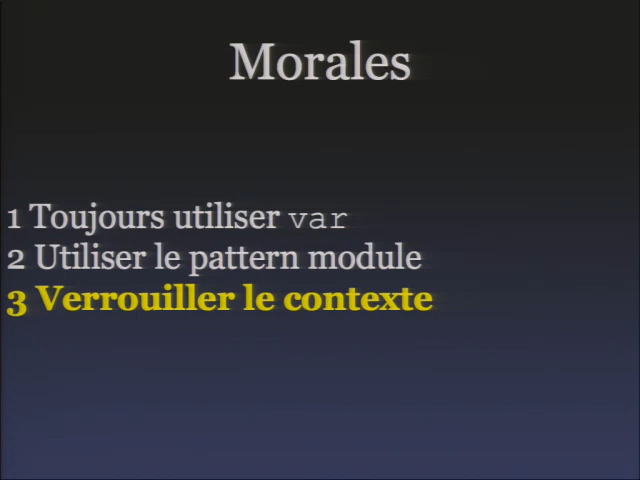 Morales
1 Toujours utiliser var
2 Utiliser le pattern module
3 Verrouiller le contexte